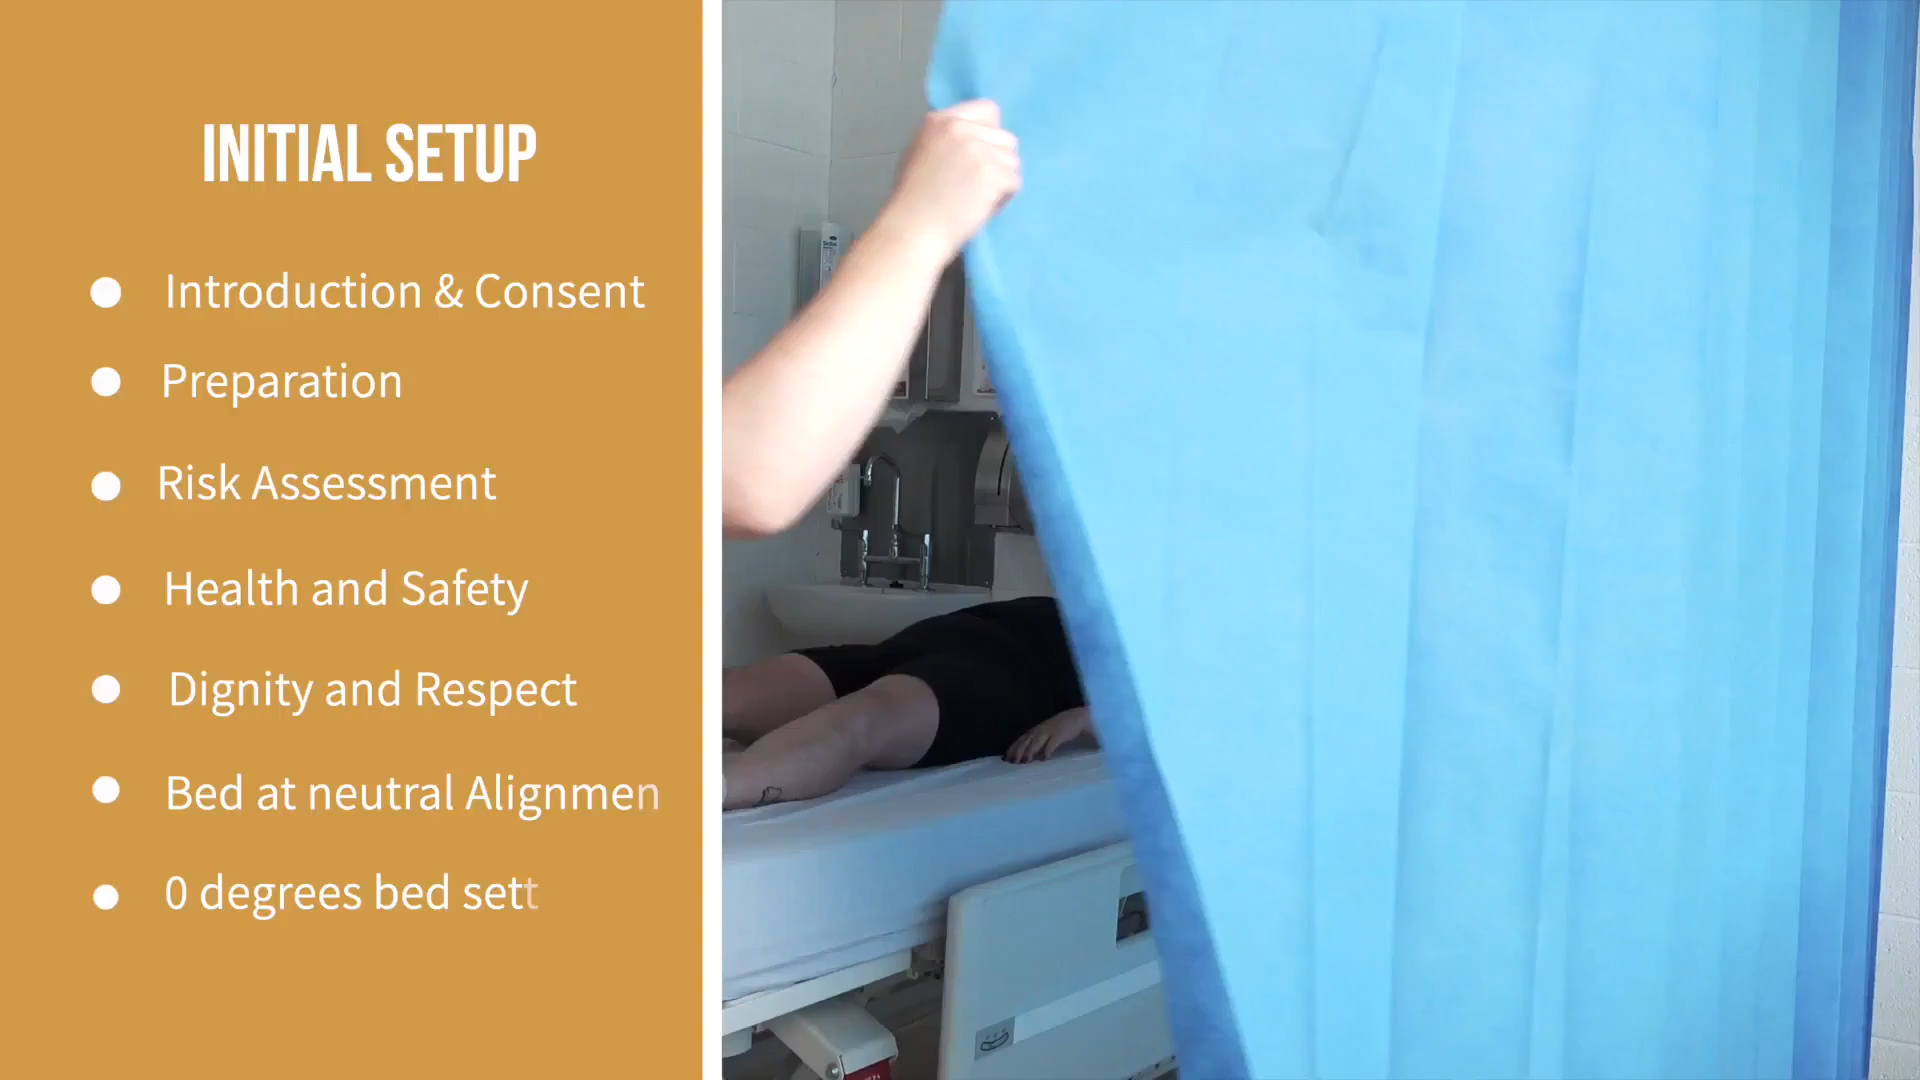 INITIAL SETUP
Introduction & Consent
Preparation
Risk Assessment
Health and Safety
Dignity and Respect
Bed at neutral Alignmen
0 degrees bed sett